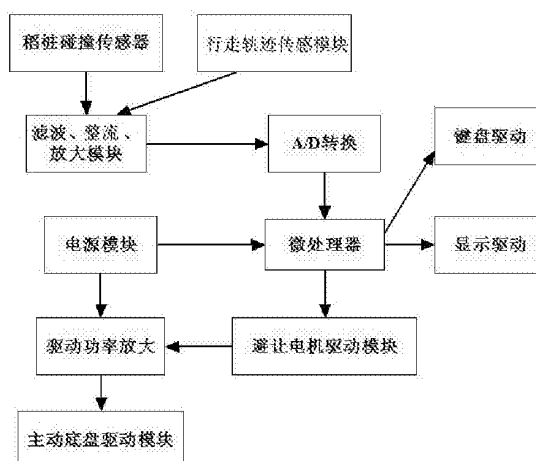 稻桩碰撞传感器
行走轨迹传感模块
滤波、整流、
放大模块
A/D转换
键盘驱动
电源模块
微处理器
显示驱动
驱动功率放大
避让电机驱动模块
主动底盘驱动模块